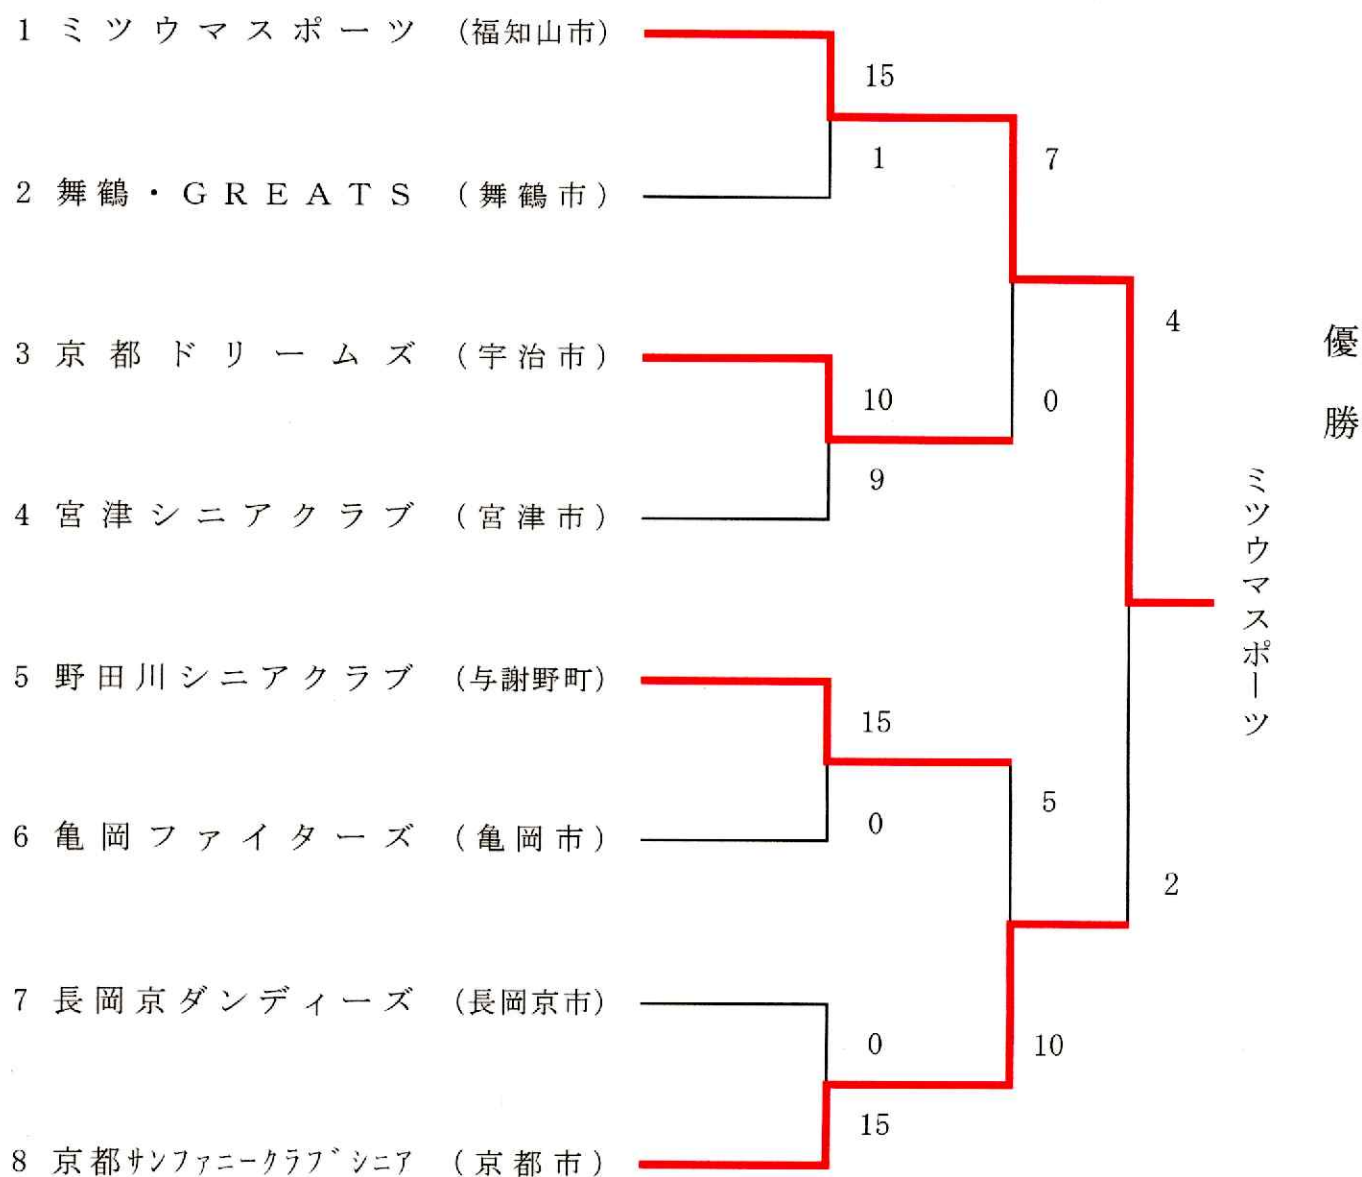 1 ミツウマスポーツ (福知山市)
15
1
7
2 舞鶴・GREATS (舞鶴市)
4
優勝
3 京都ドリームズ (宇治市)
10
0
9
4 宮津シニアクラブ (宮津市)
ミツウマスポーツ
5 野田川シニアクラブ (与謝野町)
15
5
0
6 亀岡ファイターズ (亀岡市)
2
7 長岡京ダンディーズ (長岡京市)
0
10
15
8 京都ｻﾝﾌｧﾆｰｸﾗﾌﾞｼﾆｱ (京都市)